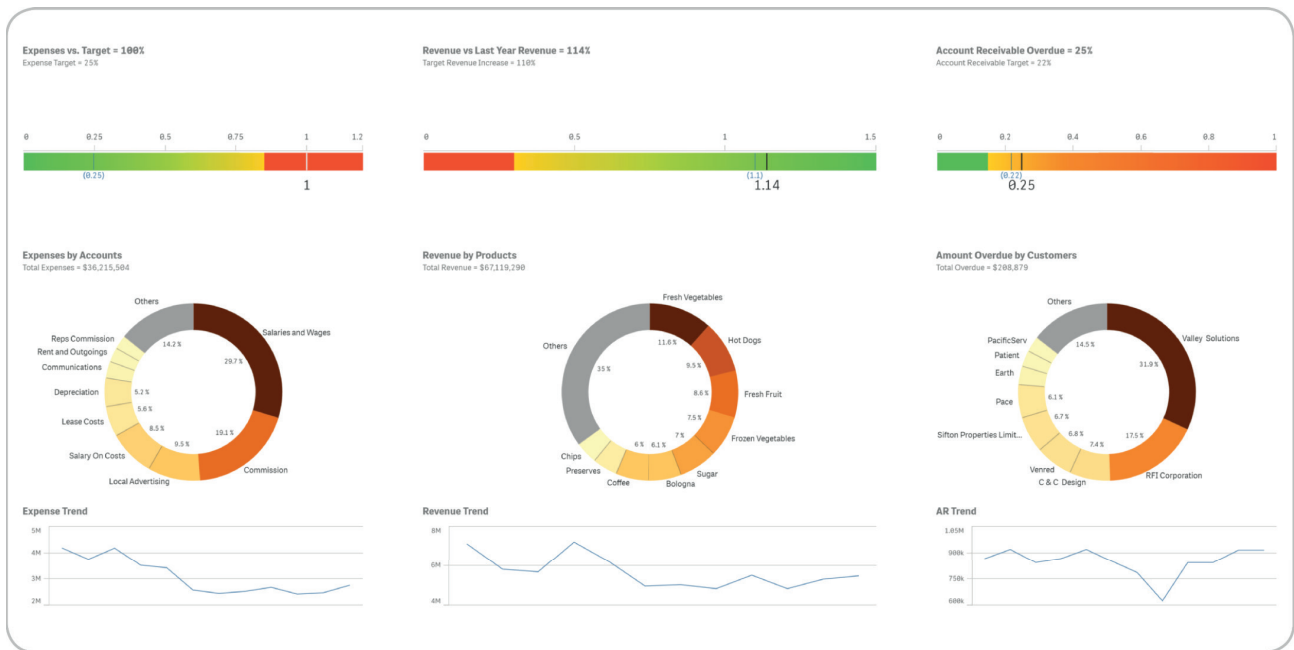 Expenses vs. Target = 100%
Expense Target = 25%
0 0.25 0.5 0.75 1 1.2
(0.25)
1
Revenue vs Last Year Revenue = 114%
Target Revenue Increase = 110%
0 0.5 1 1.5
(1.1)
1.14
Account Receivable Overdue = 25%
Account Receivable Target = 22%
0 0.2 0.4 0.6 0.8 1
(0.22)
0.25
Expenses by Accounts
Total Expenses = $36,215,504
Others
Salaries and Wages
Reps Commission
14.2 %
Rent and Outgoings
29.7 %
Communications
Depreciation
5.2 %
5.6 %
Lease Costs
8.5 %
19.1 %
9.5 %
Salary On Costs
Commission
Local Advertising
Revenue by Products
Total Revenue = $67,119,290
Fresh Vegetables
11.6 %
Hot Dogs
Others
9.5 %
35 %
8.6 %
Fresh Fruit
7.5 %
7 %
Frozen Vegetables
6 %
6.1 %
Chips
Preserves
Sugar
Coffee
Bologna
Amount Overdue by Customers
Total Overdue = $208,879
Others
Valley Solutions
PacificServ
14.5 %
Patient
31.9 %
Earth
6.1 %
Pace
6.7 %
6.8 %
17.5 %
7.4 %
Sifton Properties Limit...
Venred
RFI Corporation
C & C Design
Expense Trend
5M
4M
3M
2M
Revenue Trend
8M
6M
4M
AR Trend
1.05M
900k
750k
600k